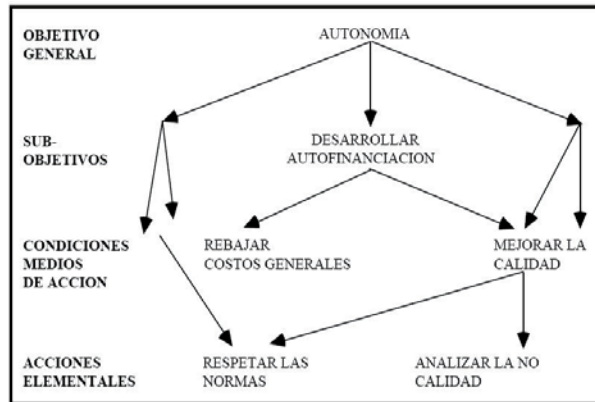 OBJETIVO
GENERAL
AUTONOMIA
SUB-
OBJETIVOS
DESARROLLAR
AUTOFINANCIACION
CONDICIONES
MEDIOS
DE ACCION
REBAJAR
COSTOS GENERALES
MEJORAR LA
CALIDAD
ACCIONES
ELEMENTALES
RESPETAR LAS
NORMAS
ANALIZAR LA NO
CALIDAD